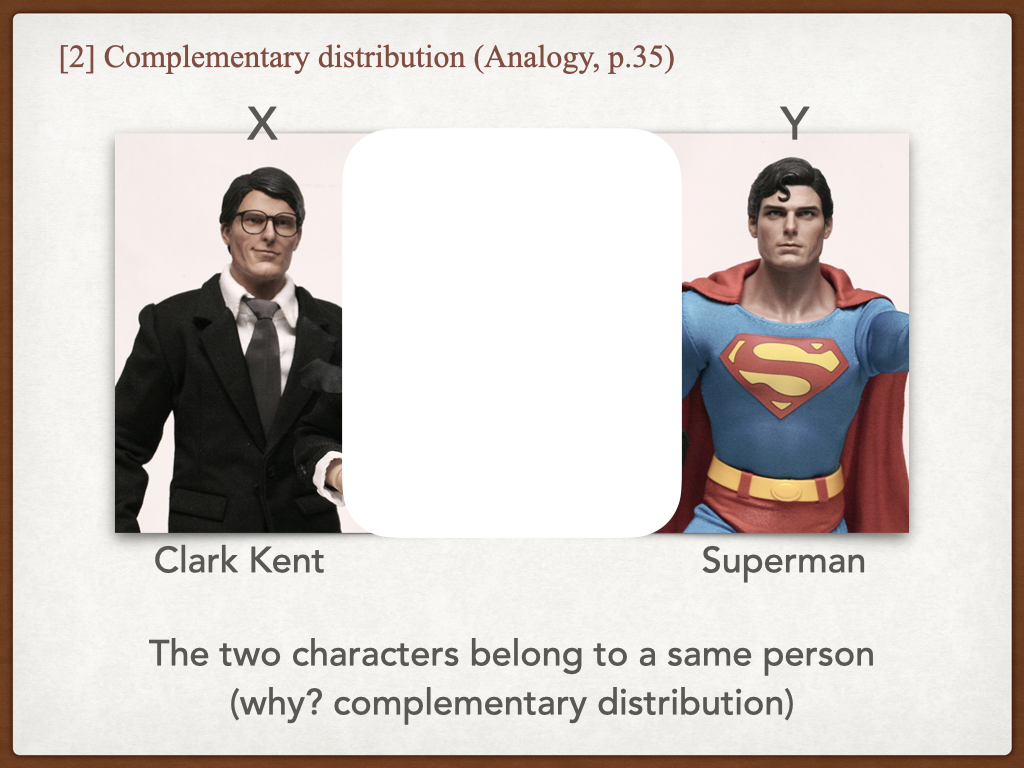 [2] Complementary distribution (Analogy, p.35)
X
Y
Clark Kent
Superman
The two characters belong to a same person
(why? complementary distribution)